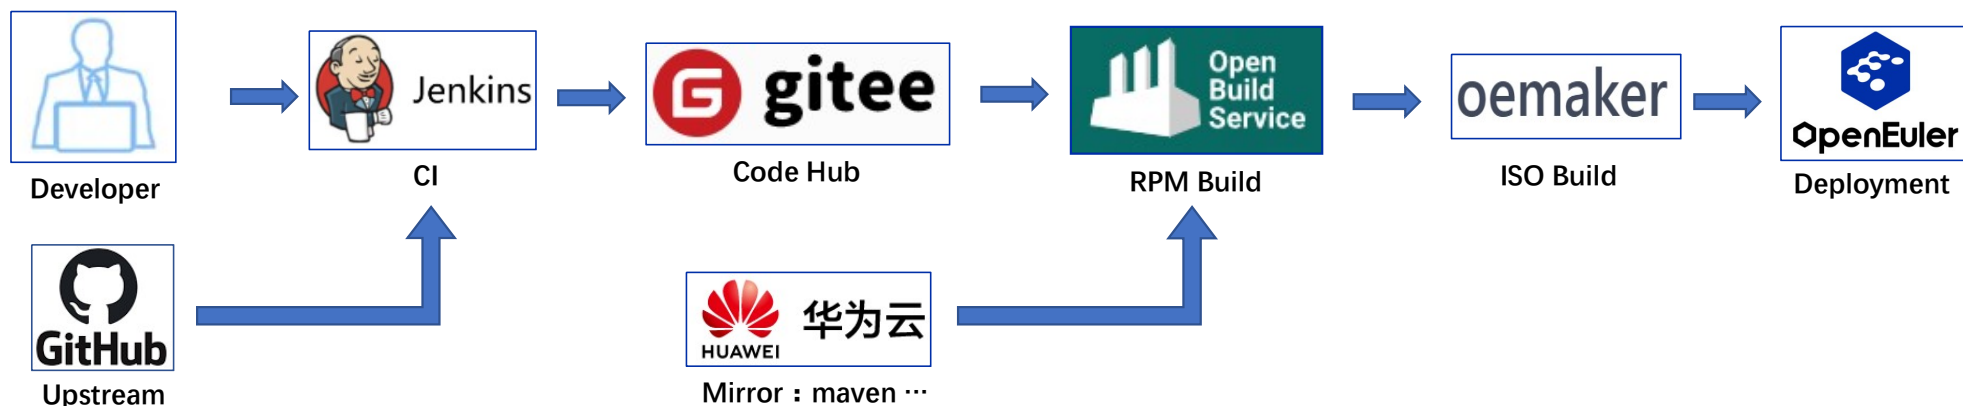 Jenkins
gitee
Open
Build
Service
oemaker
OpenEuler
Developer
CI
Code Hub
RPM Build
ISO Build
Deployment
GitHub
Upstream
HUAWEI
华为云
Mirror：maven ···